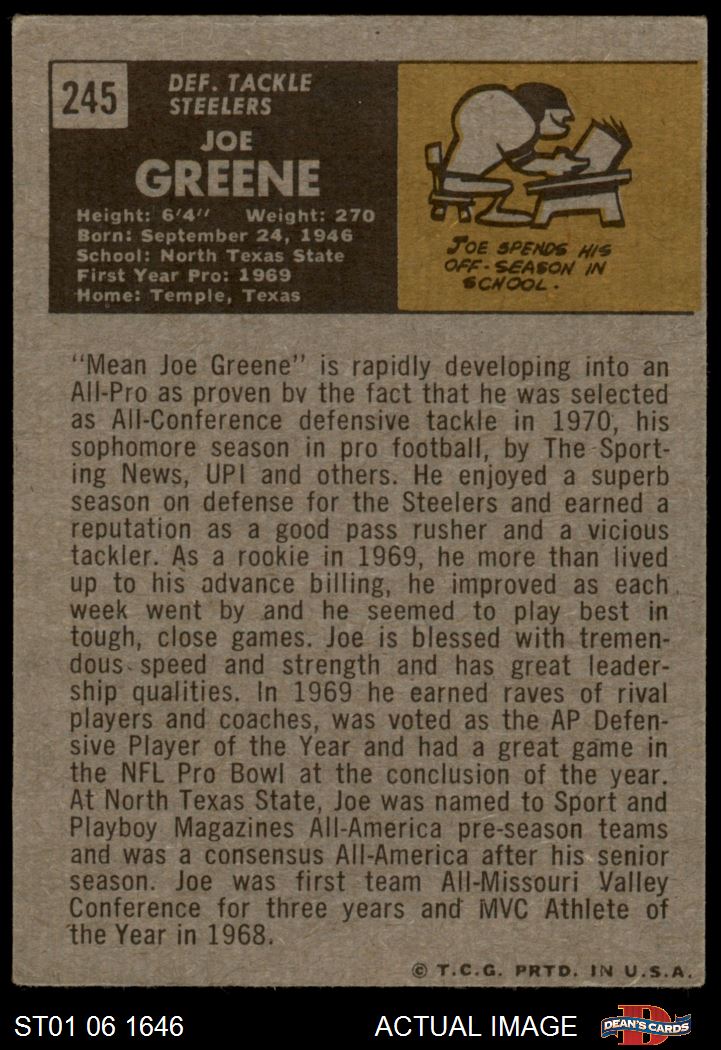 245
DEF. TACKLE
STEELERS
JOE
GREENE
Height: 6'4" Weight: 270
Born: September 24, 1946
School: North Texas State
First Year Pro: 1969
Home: Temple, Texas
JOE SPENDS HIS
OFF-SEASON IN
SCHOOL.
"Mean Joe Greene" is rapidly developing into an
All-Pro as proven bv the fact that he was selected
as All-Conference defensive tackle in 1970, his
sophomore season in pro football, by The Sport-
ing News, UPI and others. He enjoyed a superb
season on defense for the Steelers and earned a
reputation as a good pass rusher and a vicious
tackler. As a rookie in 1969, he more than lived
up to his advance billing, he improved as each
week went by and he seemed to play best in
tough, close games. Joe is blessed with tremen-
dous speed and strength and has great leader-
ship qualities. In 1969 he earned raves of rival
players and coaches, was voted as the AP Defen-
sive Player of the Year and had a great game in
the NFL Pro Bowl at the conclusion of the year.
At North Texas State, Joe was named to Sport and
Playboy Magazines All-America pre-season teams
and was a consensus All-America after his senior
season. Joe was first team All-Missouri Valley
Conference for three years and MVC Athlete of
the Year in 1968.
© T.C.G. PRTD. IN U.S.A.
ST01 06 1646 ACTUAL IMAGE B DEAN'S CARDS